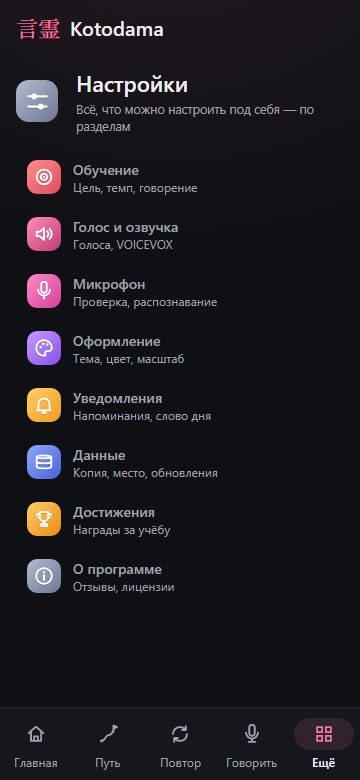 言霊 Kotodama
Настройки
Всё, что можно настроить под себя — по
разделам
Обучение
Цель, темп, говорение
Голос и озвучка
Голоса, VOICEVOX
Микрофон
Проверка, распознавание
Оформление
Тема, цвет, масштаб
Уведомления
Напоминания, слово дня
Данные
Копия, место, обновления
Достижения
Награды за учёбу
О программе
Отзывы, лицензии
Главная Путь Повтор Говорить Ещё